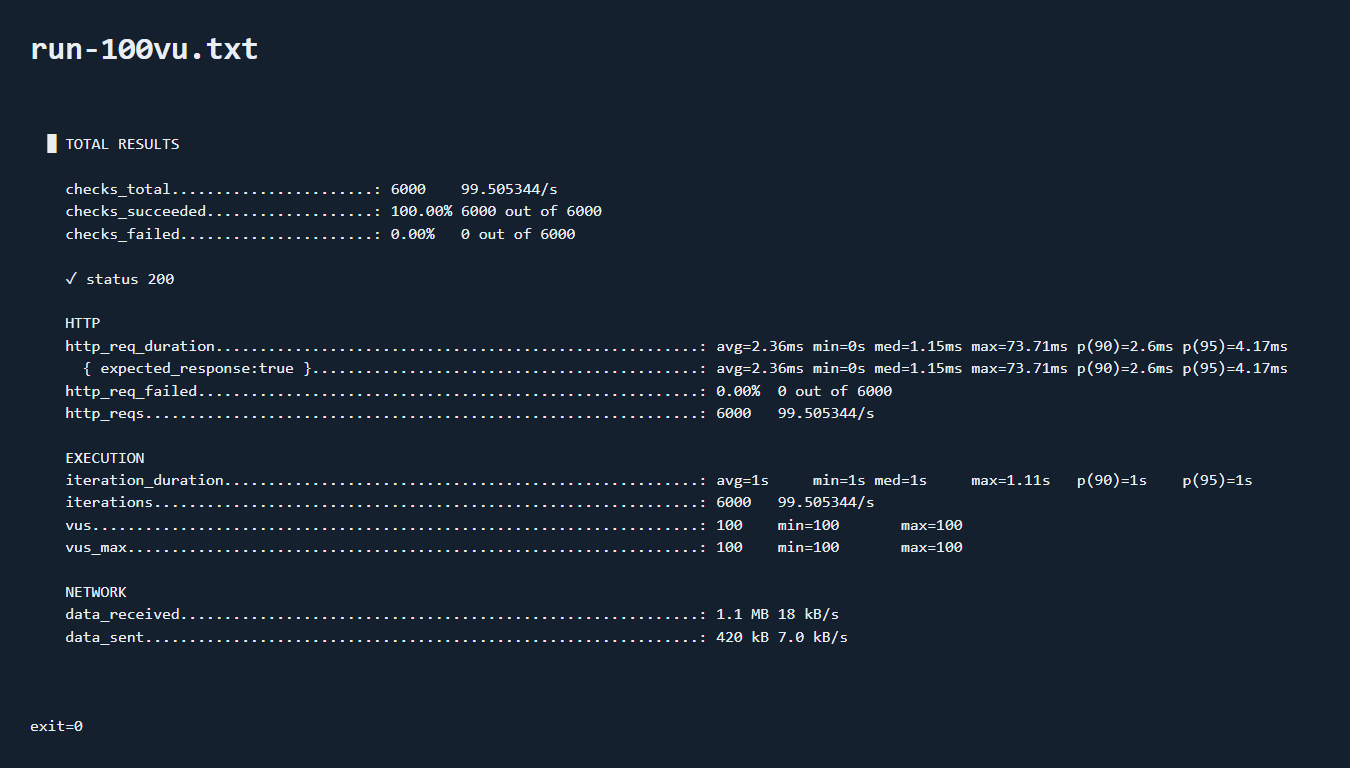 run-100vu.txt
█ TOTAL RESULTS
checks_total.......................: 6000    99.505344/s
checks_succeeded...................: 100.00% 6000 out of 6000
checks_failed......................: 0.00%   0 out of 6000
✓ status 200
HTTP
http_req_duration.......................................................: avg=2.36ms min=0s med=1.15ms max=73.71ms p(90)=2.6ms p(95)=4.17ms
{ expected_response:true }............................................: avg=2.36ms min=0s med=1.15ms max=73.71ms p(90)=2.6ms p(95)=4.17ms
http_req_failed.........................................................: 0.00%  0 out of 6000
http_reqs...............................................................: 6000   99.505344/s
EXECUTION
iteration_duration......................................................: avg=1s     min=1s med=1s     max=1.11s   p(90)=1s    p(95)=1s
iterations..............................................................: 6000   99.505344/s
vus.....................................................................: 100    min=100       max=100
vus_max.................................................................: 100    min=100       max=100
NETWORK
data_received...........................................................: 1.1 MB 18 kB/s
data_sent...............................................................: 420 kB 7.0 kB/s
exit=0